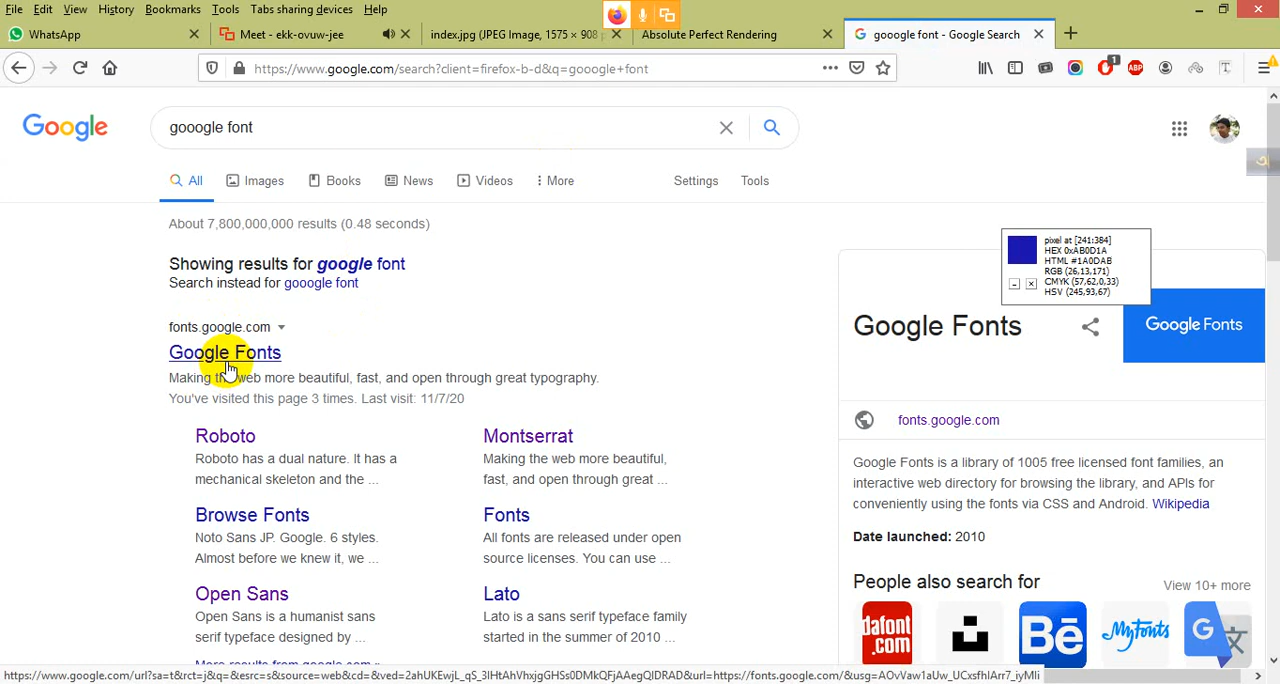 File Edit View History Bookmarks Tools Tabs sharing devices Help
WhatsApp
Meet - ekk-ovuw-jee
index.jpg (JPEG Image, 1575 × 908 p
Absolute Perfect Rendering
gooogle font - Google Search
https://www.google.com/search?client=firefox-b-d&q=gooogle+font
1
ABP
Google
gooogle font
All
Images
Books
News
Videos
More
Settings
Tools
About 7,800,000,000 results (0.48 seconds)
Showing results for google font
Search instead for gooogle font
fonts.google.com
Google Fonts
Making the web more beautiful, fast, and open through great typography.
You've visited this page 3 times. Last visit: 11/7/20
Roboto
Roboto has a dual nature. It has a
mechanical skeleton and the ...
Montserrat
Making the web more beautiful,
fast, and open through great ...
Browse Fonts
Noto Sans JP. Google. 6 styles.
Almost before we knew it, we ...
Fonts
All fonts are released under open
source licenses. You can use ...
Open Sans
Open Sans is a humanist sans
serif typeface designed by ...
Lato
Lato is a sans serif typeface family
started in the summer of 2010 ...
More results from google.com »
pixel at [241:384]
HEX 0xAB0D1A
HTML #1A0DAB
RGB (26,13,171)
CMYK (57,62,0,33)
HSV (245,93,67)
Google Fonts
Google Fonts
fonts.google.com
Google Fonts is a library of 1005 free licensed font families, an
interactive web directory for browsing the library, and APIs for
conveniently using the fonts via CSS and Android. Wikipedia
Date launched: 2010
People also search for
View 10+ more
dafont
.com
Bē
MyFonts
G